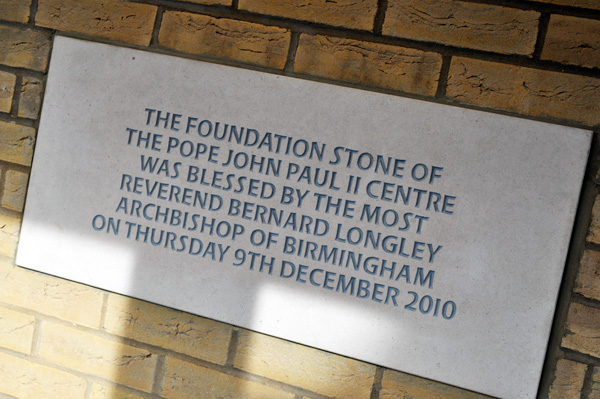 THE FOUNDATION STONE OF
THE POPE JOHN PAUL II CENTRE
WAS BLESSED BY THE MOST
REVEREND BERNARD LONGLEY
ARCHBISHOP OF BIRMINGHAM
ON THURSDAY 9TH DECEMBER 2010